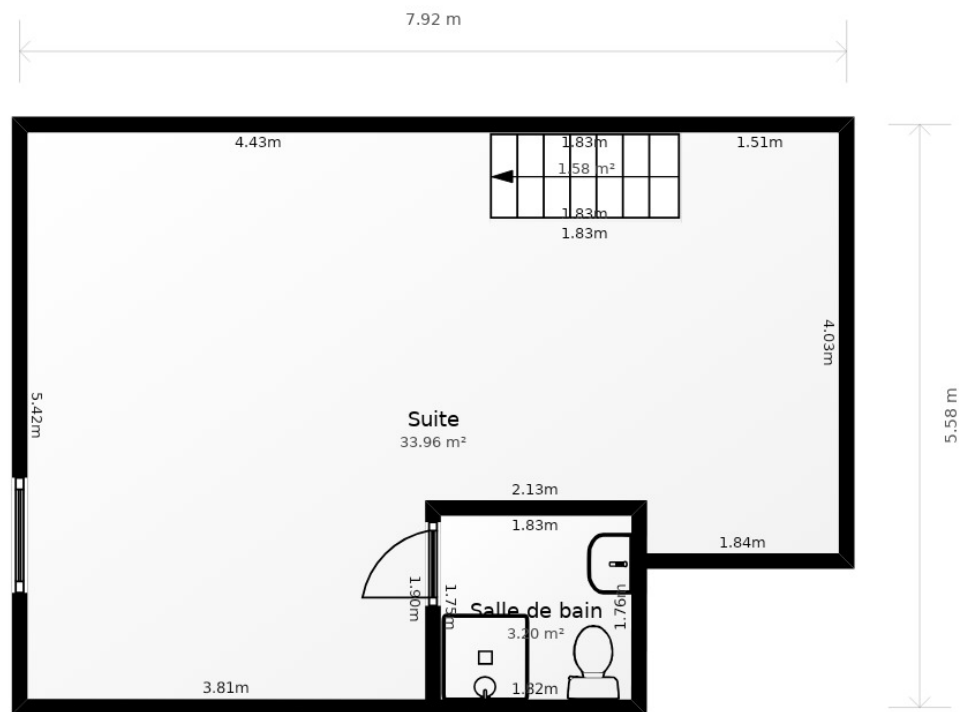 7.92 m
4.43m
1.83m
1.51m
1.58 m²
1.83m
1.83m
4.03m
5.42m
5.58 m
Suite
33.96 m²
2.13m
1.83m
1.84m
1.90m
1.75m
Salle de bain
1.76m
3.20 m²
3.81m
1.82m